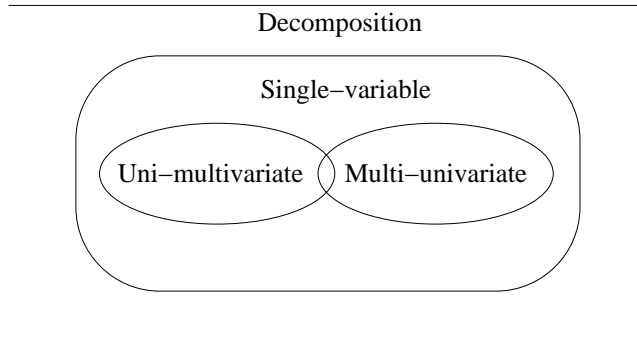 Decomposition
Single−variable
Uni−multivariate
Multi−univariate